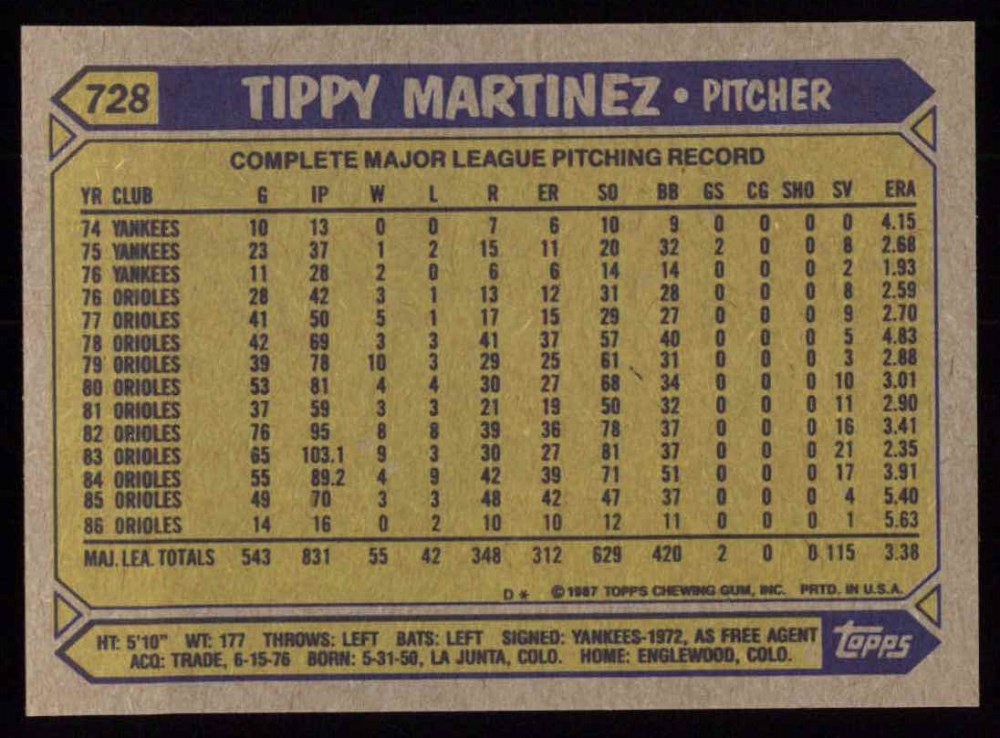 728 TIPPY MARTINEZ • PITCHER
COMPLETE MAJOR LEAGUE PITCHING RECORD
YR CLUB G IP W L R ER SO BB GS CG SHO SV ERA
74 YANKEES 10 13 0 0 7 6 10 9 0 0 0 0 4.15
75 YANKEES 23 37 1 2 15 11 20 32 2 0 0 8 2.68
76 YANKEES 11 28 2 0 6 6 14 14 0 0 0 2 1.93
76 ORIOLES 28 42 3 1 13 12 31 28 0 0 0 8 2.59
77 ORIOLES 41 50 5 1 17 15 29 27 0 0 0 9 2.70
78 ORIOLES 42 69 3 3 41 37 57 40 0 0 0 5 4.83
79 ORIOLES 39 78 10 3 29 25 61 31 0 0 0 3 2.88
80 ORIOLES 53 81 4 4 30 27 68 34 0 0 0 10 3.01
81 ORIOLES 37 59 3 3 21 19 50 32 0 0 0 11 2.90
82 ORIOLES 76 95 8 8 39 36 78 37 0 0 0 16 3.41
83 ORIOLES 65 103.1 9 3 30 27 81 37 0 0 0 21 2.35
84 ORIOLES 55 89.2 4 9 42 39 71 51 0 0 0 17 3.91
85 ORIOLES 49 70 3 3 48 42 47 37 0 0 0 4 5.40
86 ORIOLES 14 16 0 2 10 10 12 11 0 0 0 1 5.63
MAJ. LEA. TOTALS 543 831 55 42 348 312 629 420 2 0 0 115 3.38
D* ©1987 TOPPS CHEWING GUM, INC. PRTD. IN U.S.A.
HT: 5'10" WT: 177 THROWS: LEFT BATS: LEFT SIGNED: YANKEES-1972, AS FREE AGENT
ACQ: TRADE, 6-15-76 BORN: 5-31-50, LA JUNTA, COLO. HOME: ENGLEWOOD, COLO.
Topps